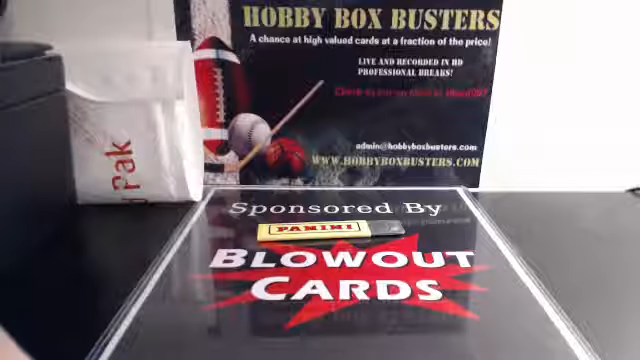 HOBBY BOX BUSTERS
A chance at high valued cards at a fraction of the price!
LIVE AND RECORDED IN HD
PROFESSIONAL BREAKS!
admin@hobbyboxbusters.com
WWW.HOBBYBOXBUSTERS.COM
Pak
Sponsored By
PANINI
BLOWOUT
CARDS